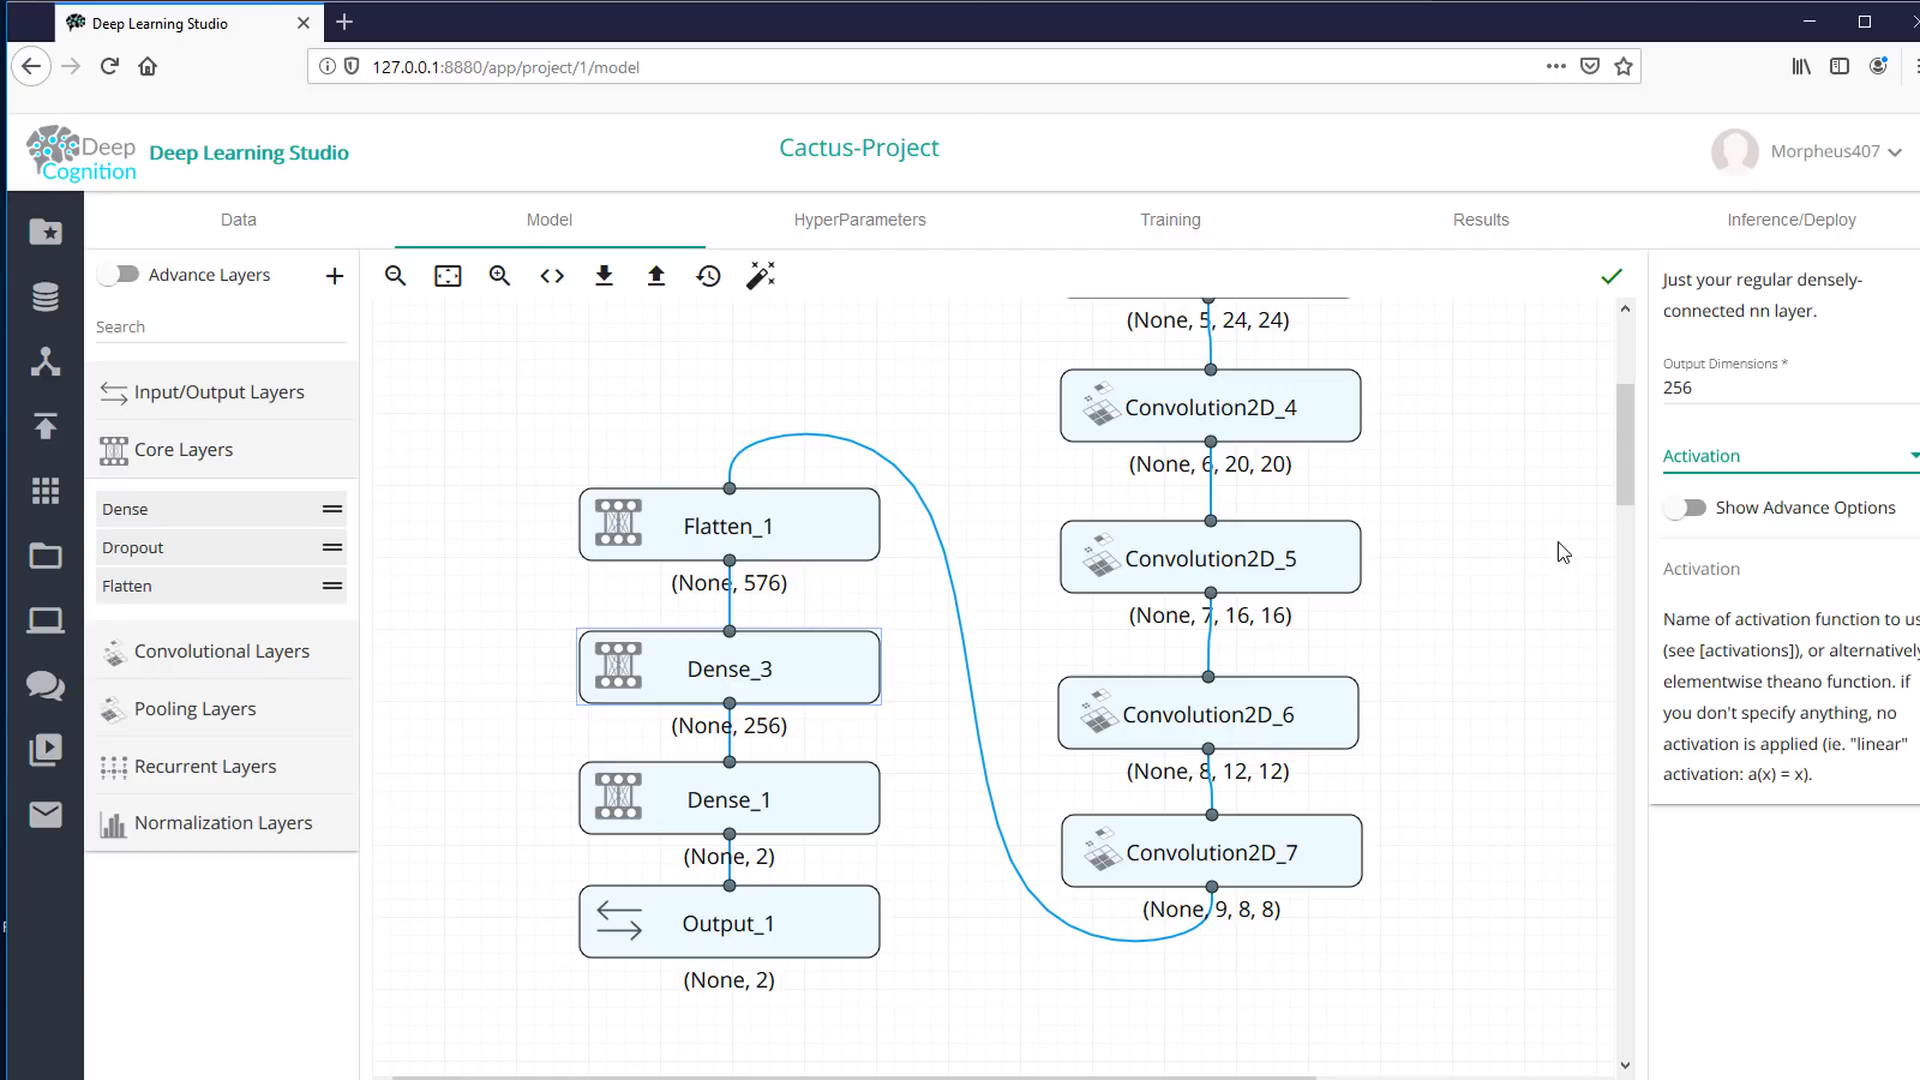 Deep Learning Studio
127.0.0.1:8880/app/project/1/model
Deep
Cognition
Deep Learning Studio
Cactus-Project
Morpheus407
Data
Model
HyperParameters
Training
Results
Inference/Deploy
Advance Layers
Search
Input/Output Layers
Core Layers
Dense
Dropout
Flatten
Convolutional Layers
Pooling Layers
Recurrent Layers
Normalization Layers
Flatten_1
(None, 576)
Dense_3
(None, 256)
Dense_1
(None, 2)
Output_1
(None, 2)
(None, 5, 24, 24)
Convolution2D_4
(None, 6, 20, 20)
Convolution2D_5
(None, 7, 16, 16)
Convolution2D_6
(None, 8, 12, 12)
Convolution2D_7
(None, 9, 8, 8)
Just your regular densely-
connected nn layer.
Output Dimensions *
256
Activation
Show Advance Options
Activation
Name of activation function to us
(see [activations]), or alternatively
elementwise theano function. if
you don't specify anything, no
activation is applied (ie. "linear"
activation: a(x) = x).